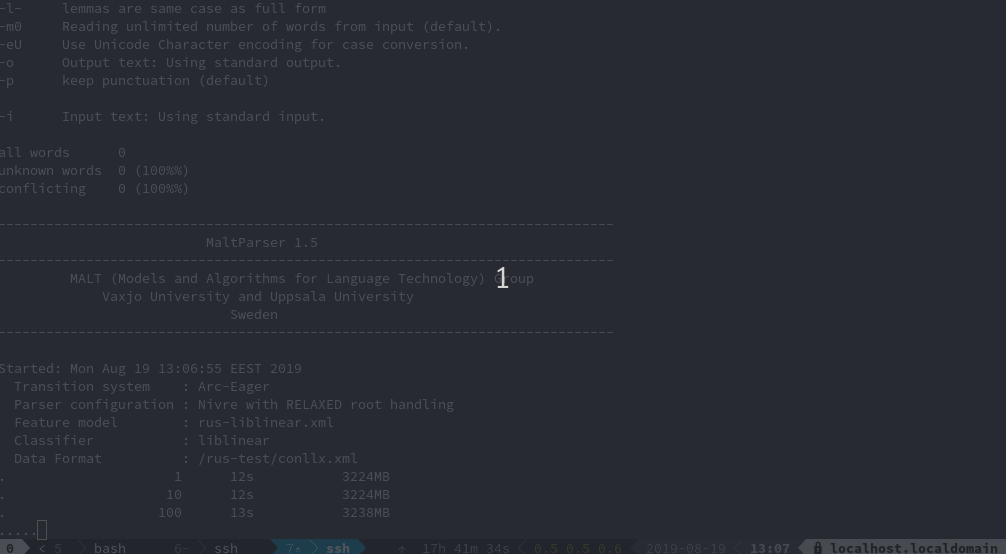 -l-      lemmas are same case as full form
-m0     Reading unlimited number of words from input (default).
-eU     Use Unicode Character encoding for case conversion.
-o      Output text: Using standard output.
-p      keep punctuation (default)
-i      Input text: Using standard input.
all words      0
unknown words  0 (100%%)
conflicting    0 (100%%)
-----------------------------------------------------------------------------
MaltParser 1.5
-----------------------------------------------------------------------------
MALT (Models and Algorithms for Language Technology) Group
1
Vaxjo University and Uppsala University
Sweden
-----------------------------------------------------------------------------
Started: Mon Aug 19 13:06:55 EEST 2019
Transition system    : Arc-Eager
Parser configuration : Nivre with RELAXED root handling
Feature model        : rus-liblinear.xml
Classifier           : liblinear
Data Format          : /rus-test/conllx.xml
.                     1      12s           3224MB
.                    10      12s           3224MB
.                   100      13s           3238MB
.....
0 < 5 bash 6- ssh 7* ssh ↑ 17h 41m 34s < 0.5 0.5 0.6 2019-08-19 < 13:07 localhost.localdomain